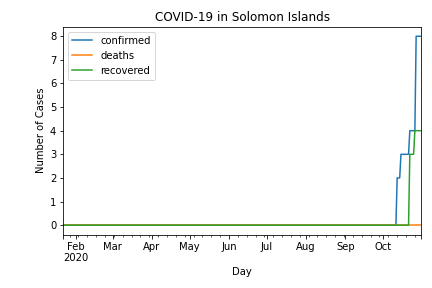 COVID-19 in Solomon Islands
confirmed
deaths
recovered
Number of Cases
8
7
6
5
4
3
2
1
0
Feb Mar Apr May Jun Jul Aug Sep Oct
2020
Day